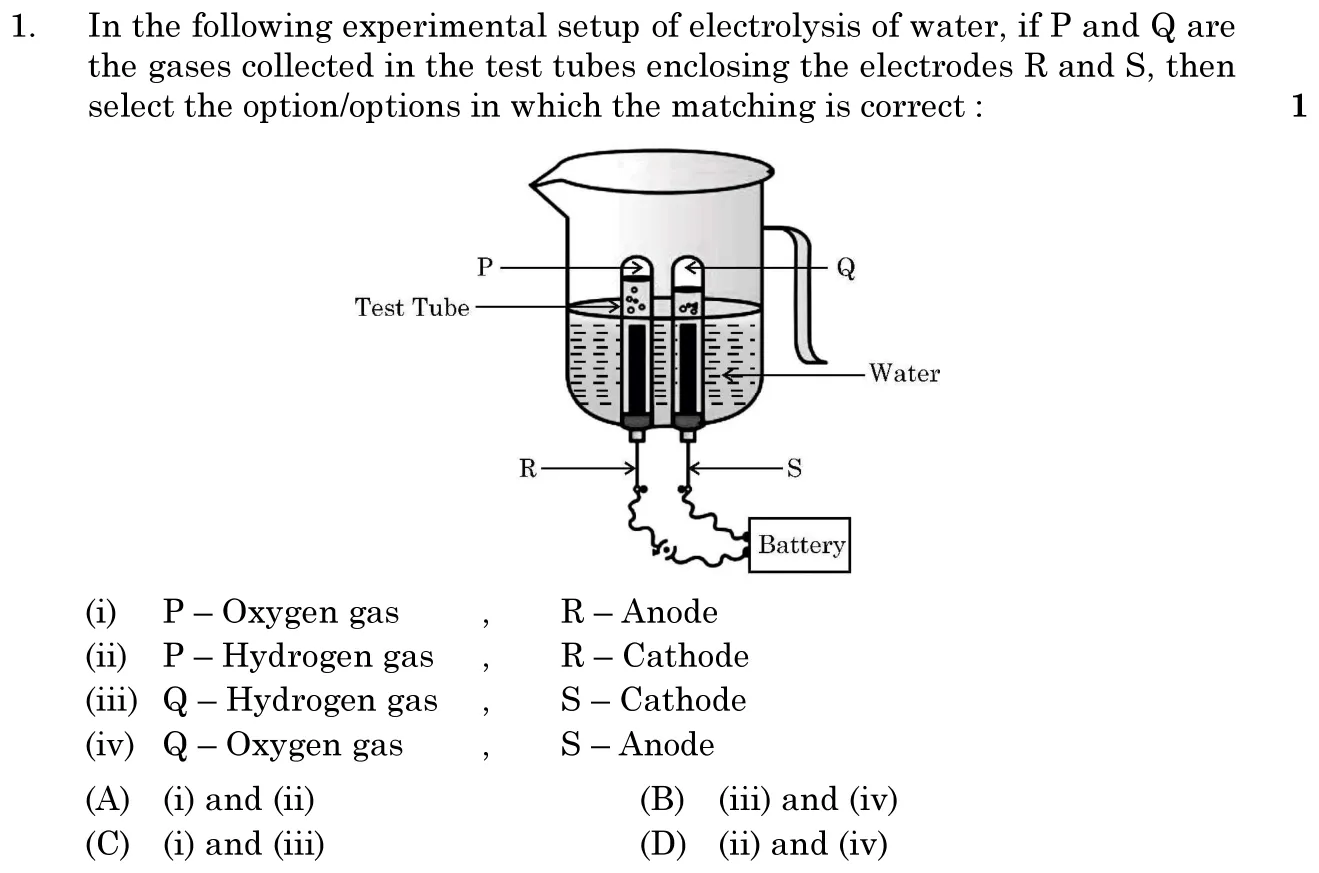 1. In the following experimental setup of electrolysis of water, if P and Q are
the gases collected in the test tubes enclosing the electrodes R and S, then
select the option/options in which the matching is correct : 1
P
Q
Test Tube
Water
R
S
Battery
(i) P – Oxygen gas , R – Anode
(ii) P – Hydrogen gas , R – Cathode
(iii) Q – Hydrogen gas , S – Cathode
(iv) Q – Oxygen gas , S – Anode
(A) (i) and (ii) (B) (iii) and (iv)
(C) (i) and (iii) (D) (ii) and (iv)